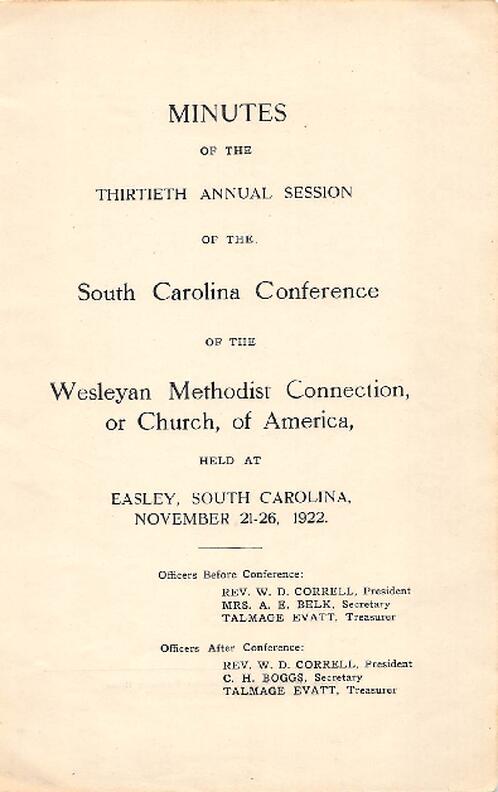 MINUTES
OF THE
THIRTIETH ANNUAL SESSION
OF THE
South Carolina Conference
OF THE
Wesleyan Methodist Connection,
or Church, of America,
HELD AT
EASLEY, SOUTH CAROLINA,
NOVEMBER 21-26, 1922.
Officers Before Conference:
REV. W. D. CORRELL, President
MRS. A. E. BELK, Secretary
TALMAGE EVATT, Treasurer
Officers After Conference:
REV. W. D. CORRELL, President
C. H. BOGGS, Secretary
TALMAGE EVATT, Treasurer